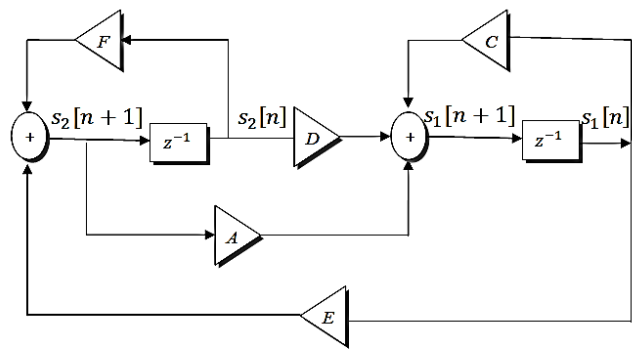 F
C
s₂[n + 1]
s₂[n]
s₁[n + 1]
s₁[n]
+
z⁻¹
D
+
z⁻¹
A
E